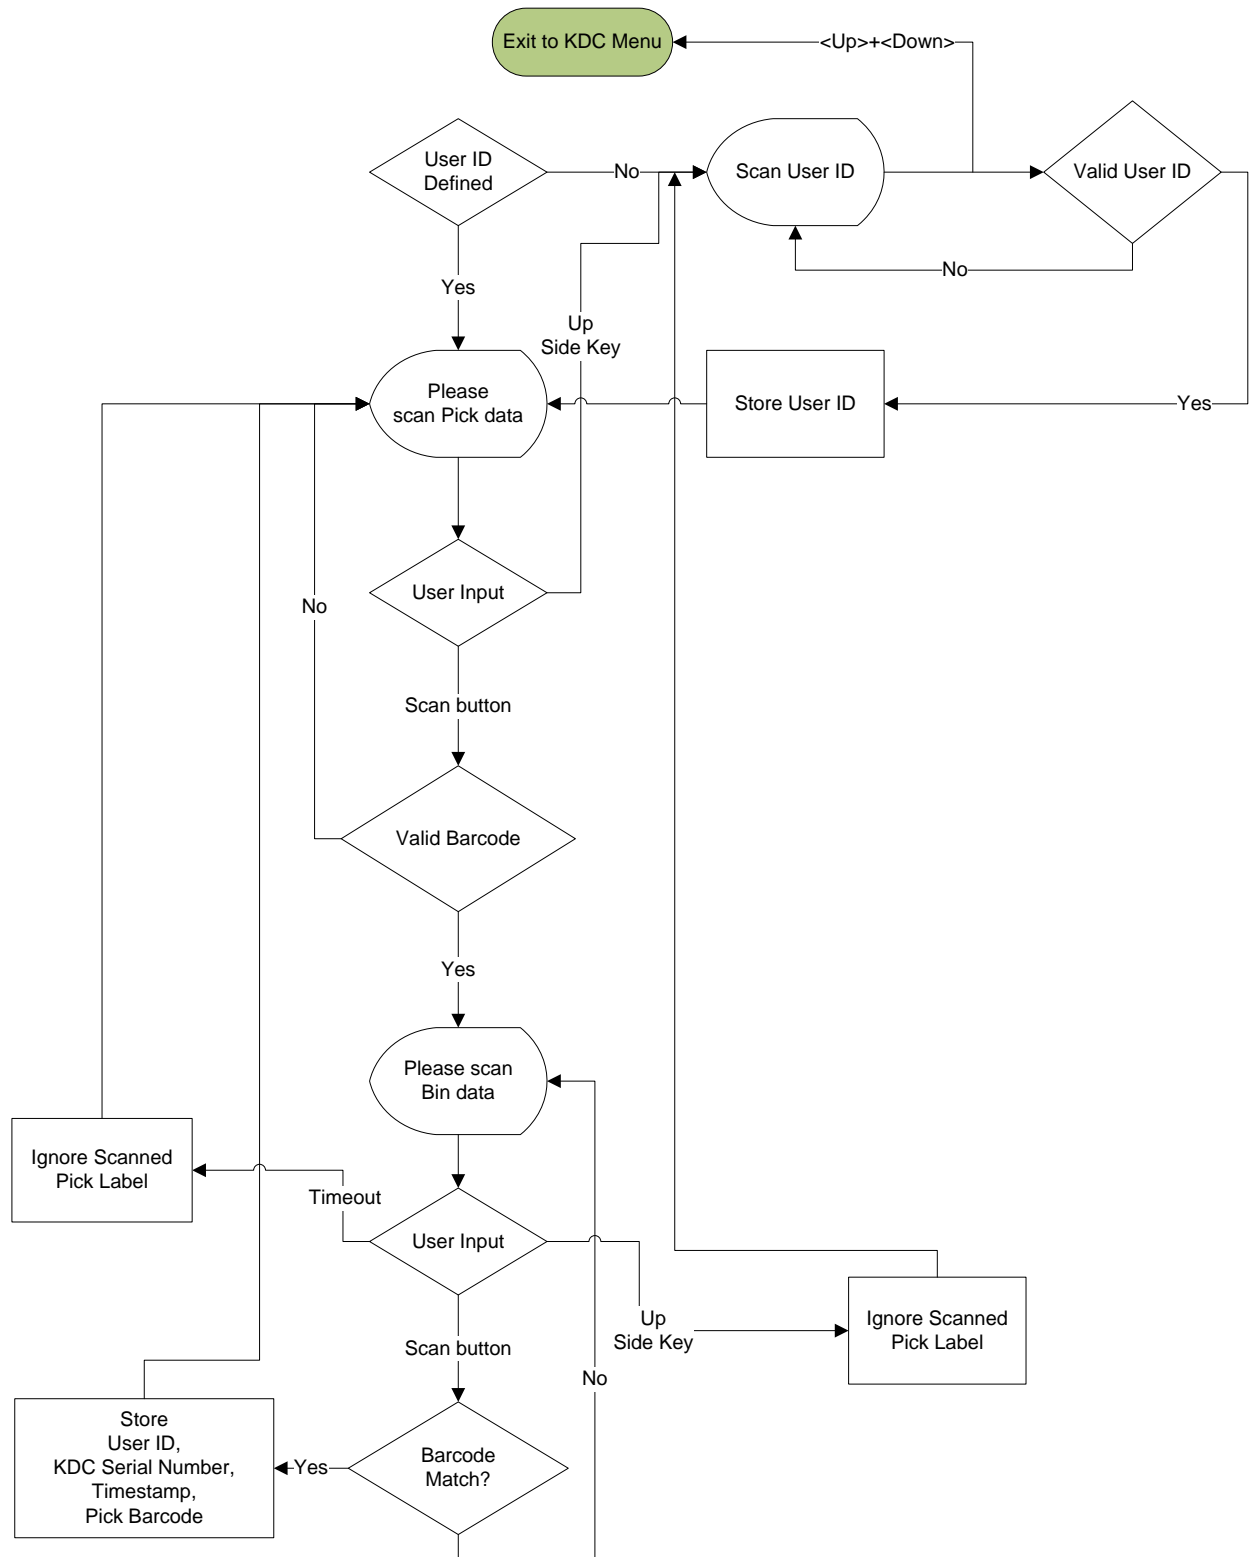 Exit to KDC Menu
<Up>+<Down>
User ID
Defined
No
Scan User ID
Valid User ID
No
Yes
Up
Side Key
Please
scan Pick data
Store User ID
Yes
User Input
No
Scan button
Valid Barcode
Yes
Please scan
Bin data
Ignore Scanned
Pick Label
Timeout
User Input
Up
Side Key
Ignore Scanned
Pick Label
Scan button
No
Store
User ID,
KDC Serial Number,
Timestamp,
Pick Barcode
Yes
Barcode
Match?